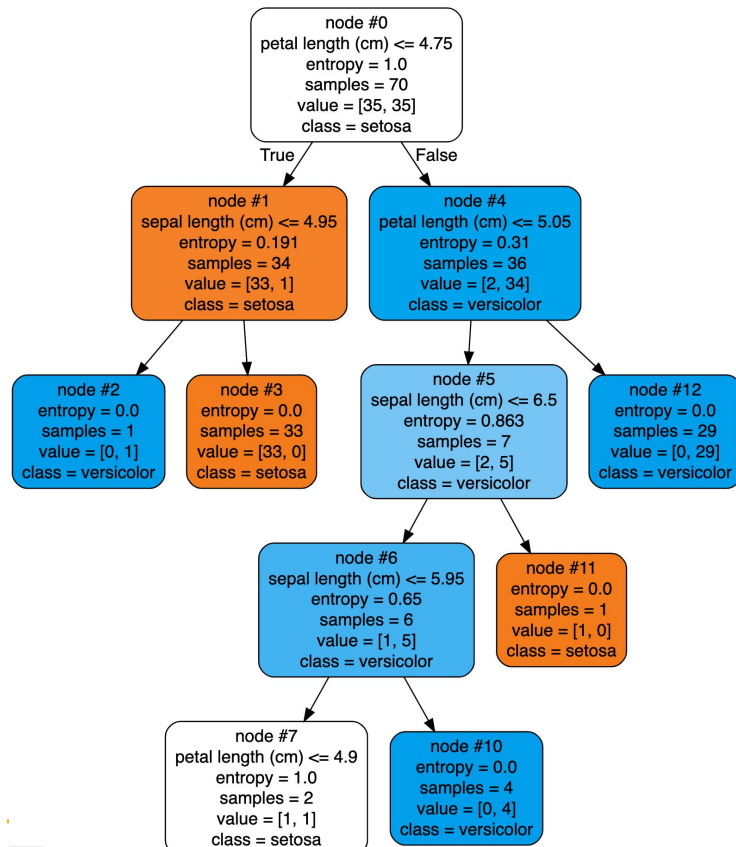 node #0
petal length (cm) <= 4.75
entropy = 1.0
samples = 70
value = [35, 35]
class = setosa
True
False
node #1
sepal length (cm) <= 4.95
entropy = 0.191
samples = 34
value = [33, 1]
class = setosa
node #4
petal length (cm) <= 5.05
entropy = 0.31
samples = 36
value = [2, 34]
class = versicolor
node #2
entropy = 0.0
samples = 1
value = [0, 1]
class = versicolor
node #3
entropy = 0.0
samples = 33
value = [33, 0]
class = setosa
node #5
sepal length (cm) <= 6.5
entropy = 0.863
samples = 7
value = [2, 5]
class = versicolor
node #12
entropy = 0.0
samples = 29
value = [0, 29]
class = versicolor
node #6
sepal length (cm) <= 5.95
entropy = 0.65
samples = 6
value = [1, 5]
class = versicolor
node #11
entropy = 0.0
samples = 1
value = [1, 0]
class = setosa
node #7
petal length (cm) <= 4.9
entropy = 1.0
samples = 2
value = [1, 1]
class = setosa
node #10
entropy = 0.0
samples = 4
value = [0, 4]
class = versicolor